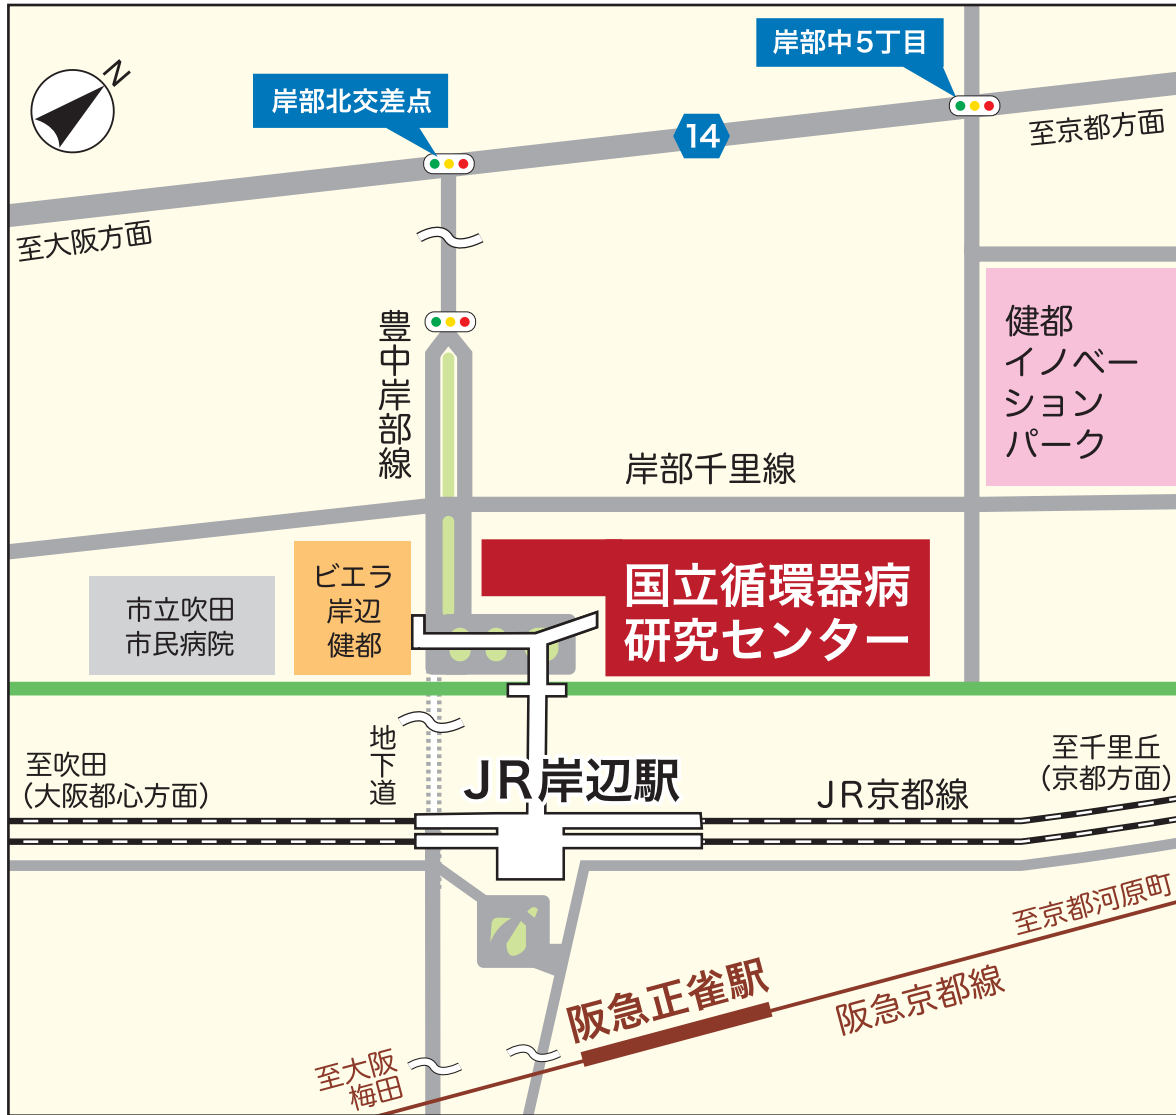 N
岸部中5丁目
岸部北交差点
14
至京都方面
至大阪方面
豊中岸部線
健都
イノベー
ション
パーク
岸部千里線
国立循環器病
研究センター
ビエラ
岸辺
健都
市立吹田
市民病院
地下道
至吹田
（大阪都心方面）
JR岸辺駅
JR京都線
至千里丘
（京都方面）
至京都河原町
阪急正雀駅
阪急京都線
至大阪
梅田